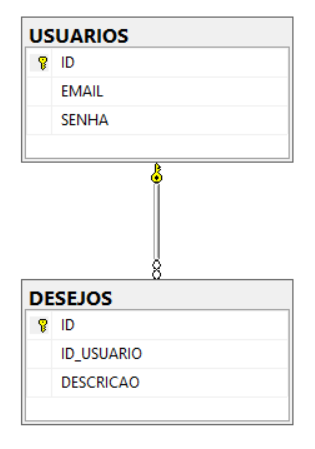 USUARIOS
ID
EMAIL
SENHA
DESEJOS
ID
ID_USUARIO
DESCRICAO